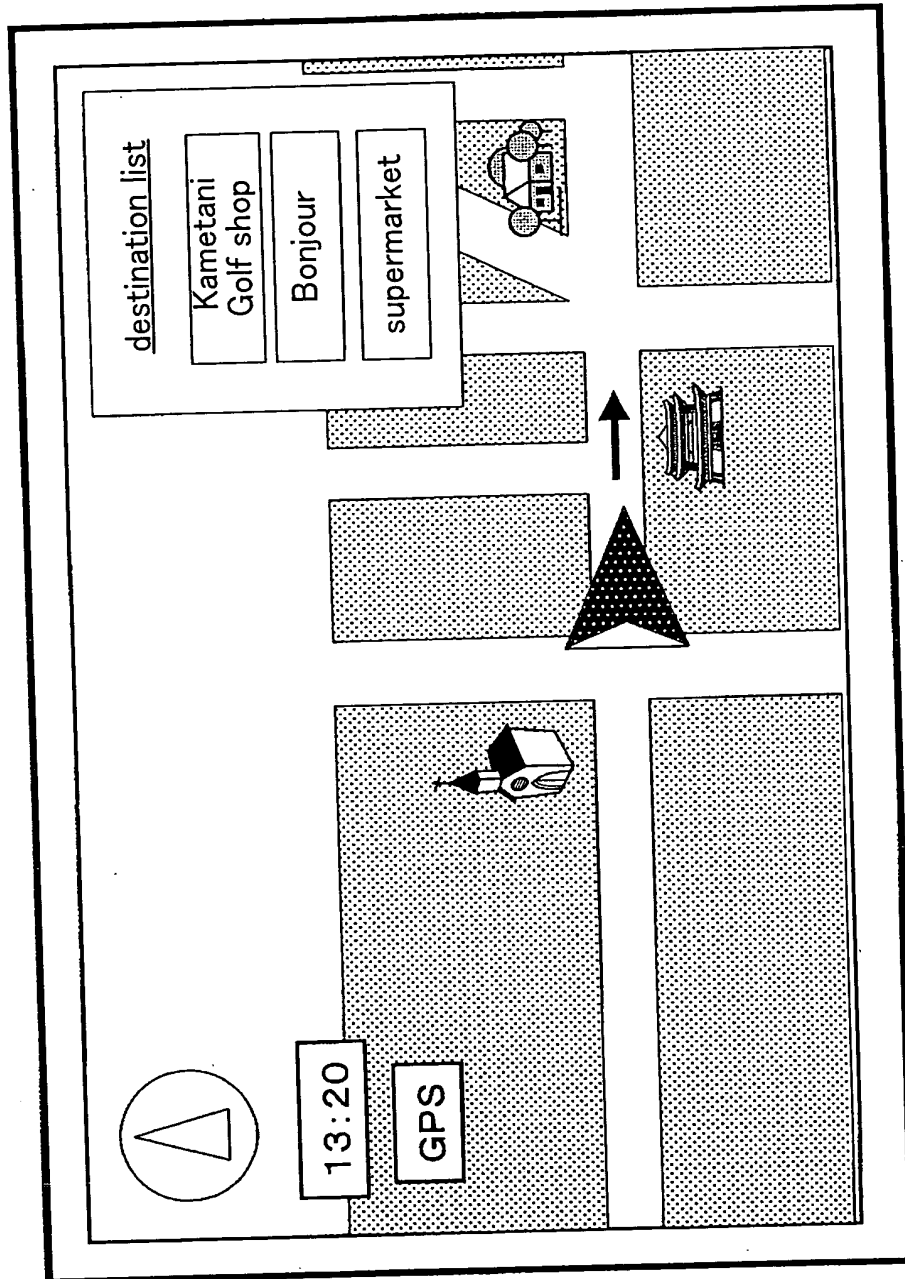 destination list
Kametani
Golf shop
Bonjour
supermarket
13:20
GPS